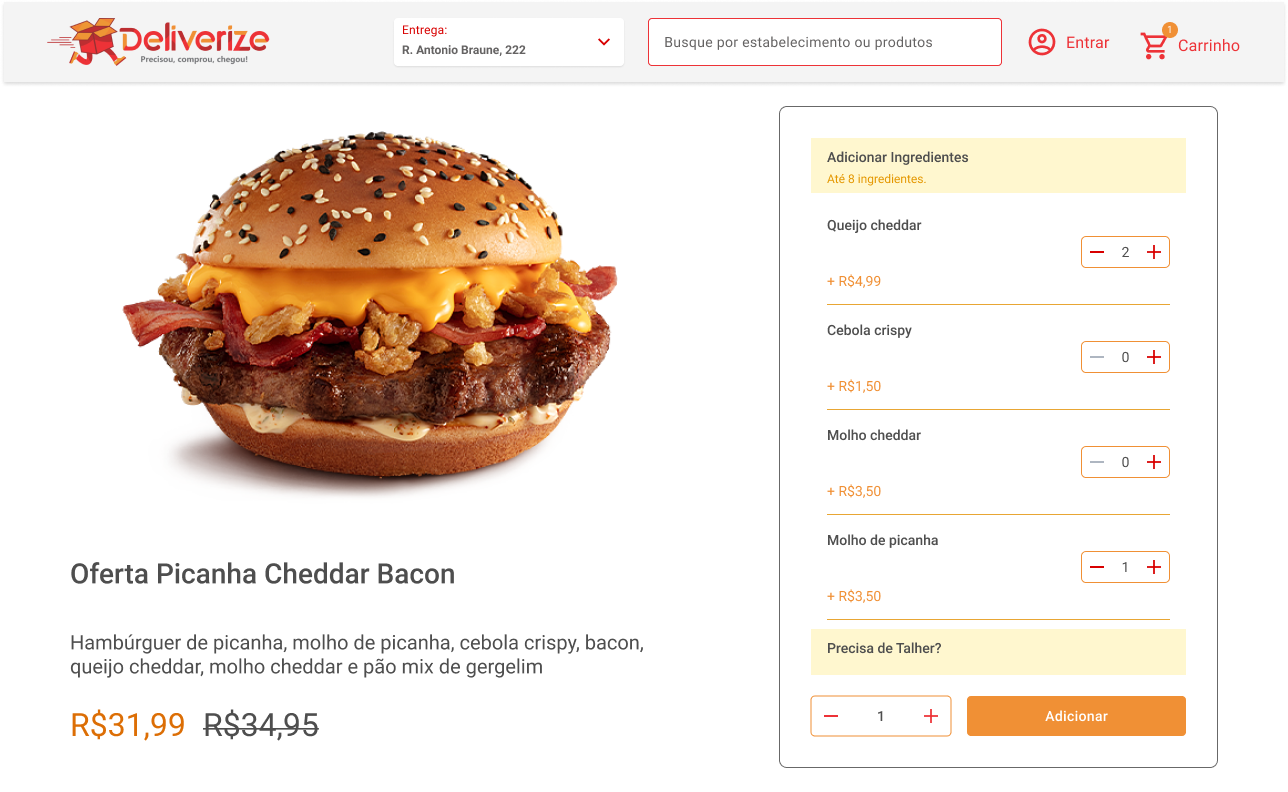 Deliverize
Precisou, comprou, chegou!
Entrega:
R. Antonio Braune, 222
Busque por estabelecimento ou produtos
Entrar
1
Carrinho
Oferta Picanha Cheddar Bacon
Hambúrguer de picanha, molho de picanha, cebola crispy, bacon,
queijo cheddar, molho cheddar e pão mix de gergelim
R$31,99 R$34,95
Adicionar Ingredientes
Até 8 ingredientes.
Queijo cheddar
2
+ R$4,99
Cebola crispy
0
+ R$1,50
Molho cheddar
0
+ R$3,50
Molho de picanha
1
+ R$3,50
Precisa de Talher?
1
Adicionar